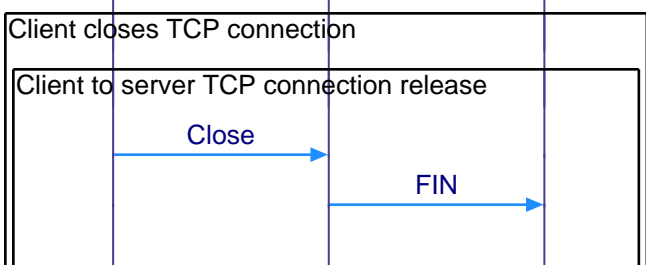 Client closes TCP connection
Client to server TCP connection release
Close
FIN